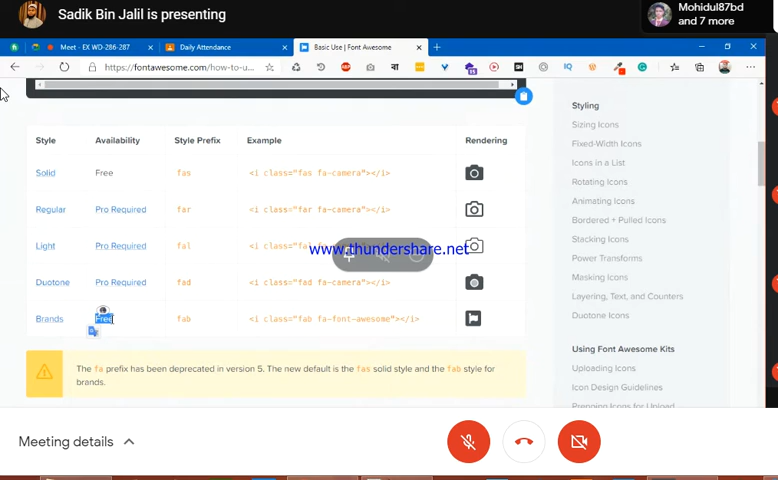 Sadik Bin Jalil is presenting
Mohidul87bd
and 7 more
Meet - EX WD-286-287
Daily Attendance
Basic Use | Font Awesome
https://fontawesome.com/how-to-u...
Style Availability Style Prefix Example Rendering
Solid Free fas <i class="fas fa-camera"></i>
Regular Pro Required far <i class="far fa-camera"></i>
Light Pro Required fal
www.thundershare.net
Duotone Pro Required fad <i class="fad fa-camera"></i>
Brands Free fab <i class="fab fa-font-awesome"></i>
The fa prefix has been deprecated in version 5. The new default is the fas solid style and the fab style for
brands.
Styling
Sizing Icons
Fixed-Width Icons
Icons in a List
Rotating Icons
Animating Icons
Bordered + Pulled Icons
Stacking Icons
Power Transforms
Masking Icons
Layering, Text, and Counters
Duotone Icons
Using Font Awesome Kits
Uploading Icons
Icon Design Guidelines
Prepping Icons for Upload
Meeting details